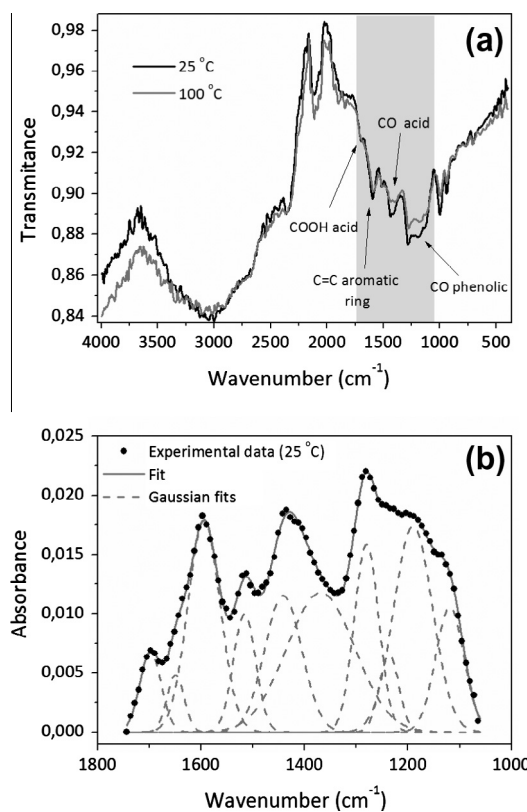 (a)
0,98
0,96
0,94
0,92
0,90
0,88
0,86
0,84
Transmitance
25 °C
100 °C
CO acid
COOH acid
C=C aromatic
ring
CO phenolic
4000 3500 3000 2500 2000 1500 1000 500
Wavenumber (cm⁻¹)
(b)
0,025
0,020
0,015
0,010
0,005
0,000
Absorbance
Experimental data (25 °C)
Fit
Gaussian fits
1800 1600 1400 1200 1000
Wavenumber (cm⁻¹)